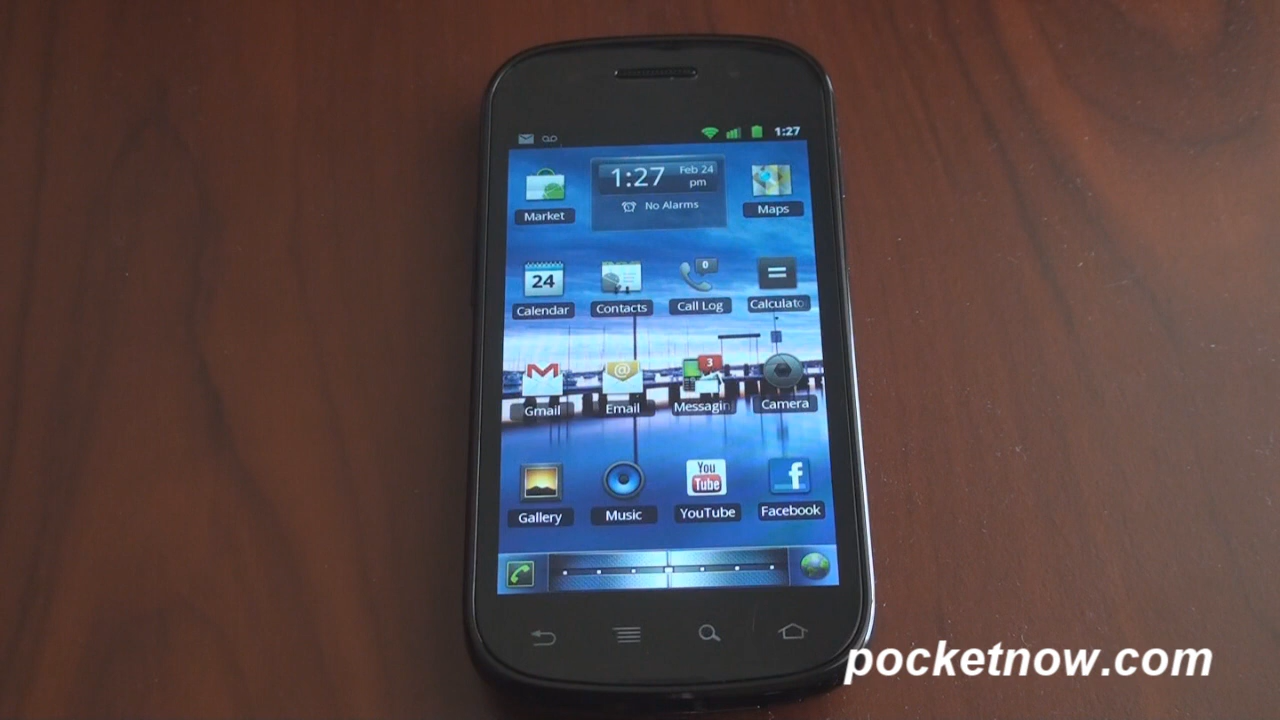 1:27
1:27 Feb 24
pm
No Alarms
Market
Maps
24
0
Calendar
Contacts
Call Log
Calculato
3
Gmail
Email
Messagin
Camera
You
Tube
f
Gallery
Music
YouTube
Facebook
pocketnow.com